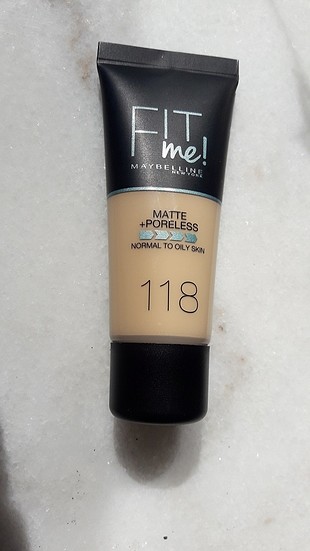 FIT
me!
MAYBELLINE
NEW YORK
MATTE
+PORELESS
NORMAL TO OILY SKIN
118